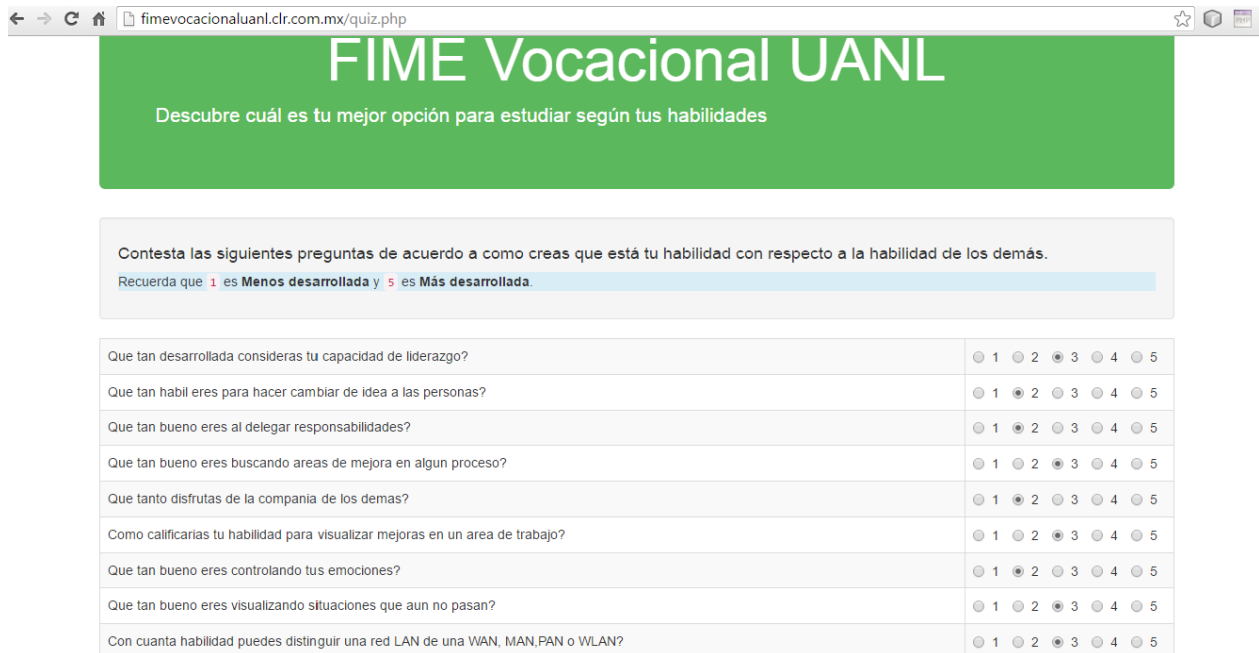 fimevocacionaluanl.clr.com.mx/quiz.php
FIME Vocacional UANL
Descubre cuál es tu mejor opción para estudiar según tus habilidades
Contesta las siguientes preguntas de acuerdo a como creas que está tu habilidad con respecto a la habilidad de los demás.
Recuerda que 1 es Menos desarrollada y 5 es Más desarrollada.
Que tan desarrollada consideras tu capacidad de liderazgo? 1 2 3 4 5
Que tan habil eres para hacer cambiar de idea a las personas? 1 2 3 4 5
Que tan bueno eres al delegar responsabilidades? 1 2 3 4 5
Que tan bueno eres buscando areas de mejora en algun proceso? 1 2 3 4 5
Que tanto disfrutas de la compania de los demas? 1 2 3 4 5
Como calificarias tu habilidad para visualizar mejoras en un area de trabajo? 1 2 3 4 5
Que tan bueno eres controlando tus emociones? 1 2 3 4 5
Que tan bueno eres visualizando situaciones que aun no pasan? 1 2 3 4 5
Con cuanta habilidad puedes distinguir una red LAN de una WAN, MAN,PAN o WLAN? 1 2 3 4 5